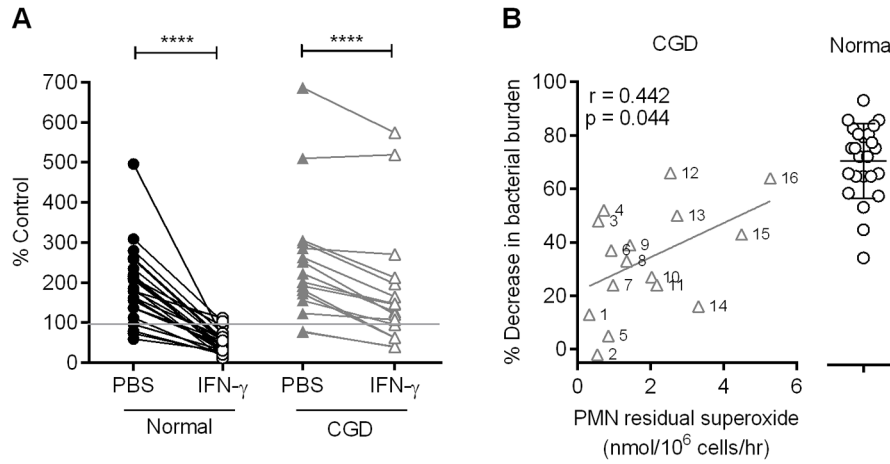 A
****
****
700
600
500
400
300
200
100
0
% Control
PBS
IFN-γ
PBS
IFN-γ
Normal
CGD
B
CGD
Norma
100
80
60
40
20
0
% Decrease in bacterial burden
r = 0.442
p = 0.044
12
16
4
3
13
15
9
6
8
10
7
11
14
1
5
2
0
2
4
6
PMN residual superoxide
(nmol/10⁶ cells/hr)